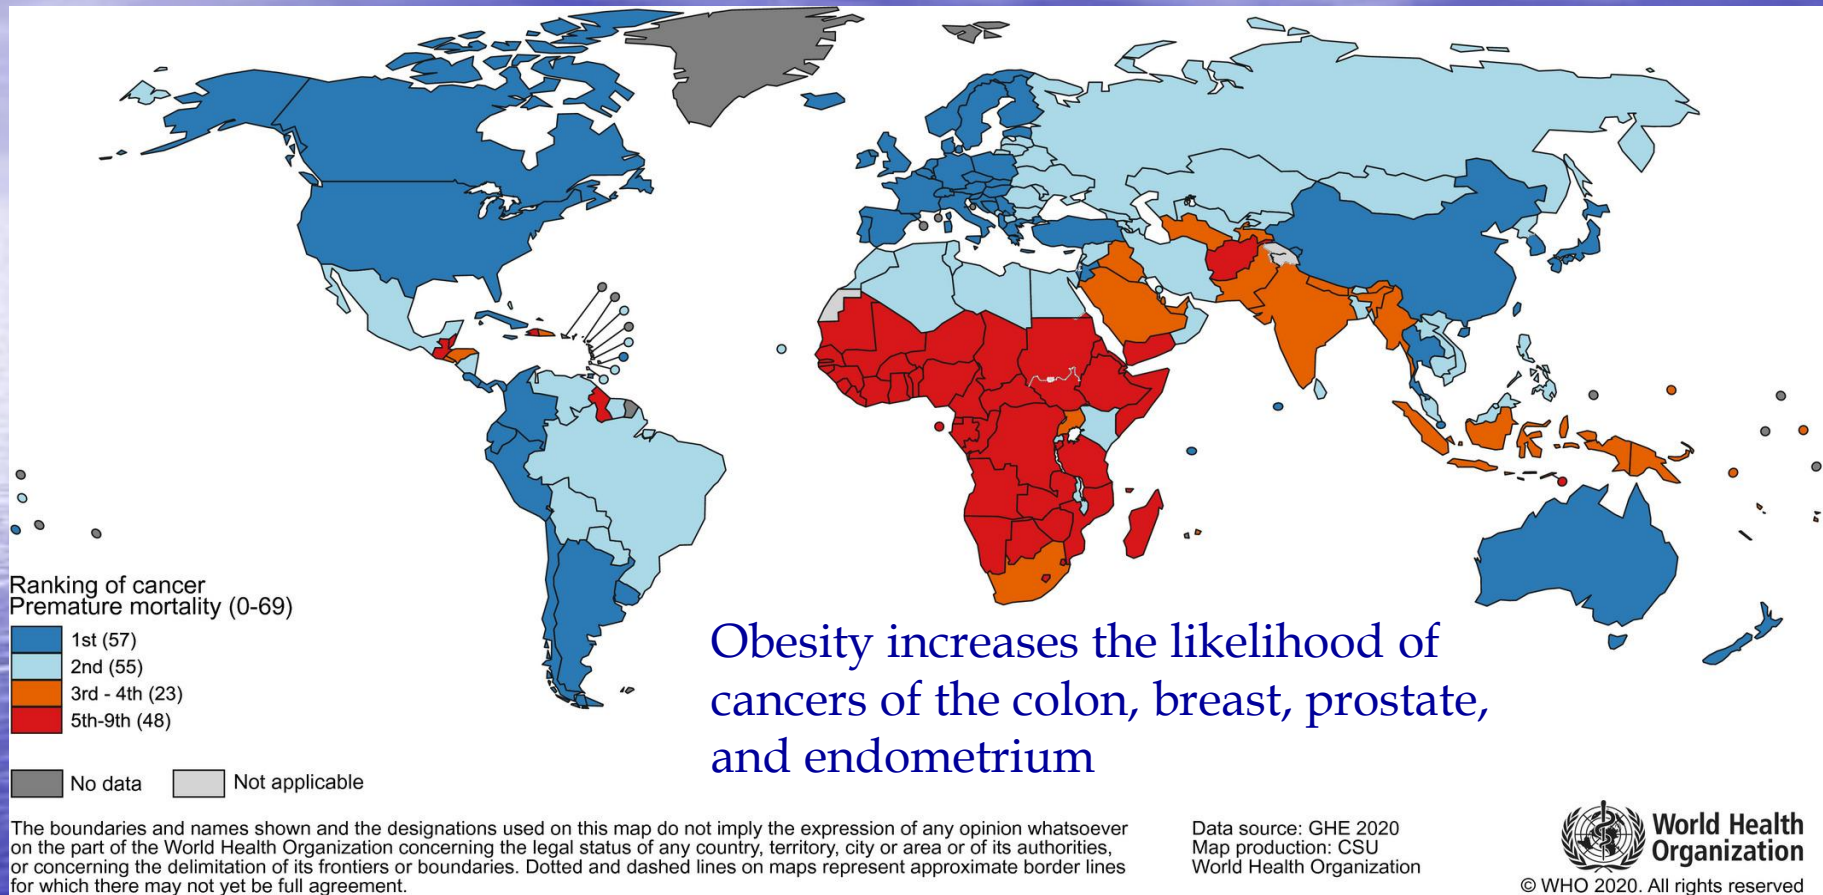 Ranking of cancer
Premature mortality (0-69)
1st (57)
2nd (55)
3rd - 4th (23)
5th-9th (48)
No data
Not applicable
Obesity increases the likelihood of
cancers of the colon, breast, prostate,
and endometrium
The boundaries and names shown and the designations used on this map do not imply the expression of any opinion whatsoever
on the part of the World Health Organization concerning the legal status of any country, territory, city or area or of its authorities,
or concerning the delimitation of its frontiers or boundaries. Dotted and dashed lines on maps represent approximate border lines
for which there may not yet be full agreement.
Data source: GHE 2020
Map production: CSU
World Health Organization
World Health
Organization
© WHO 2020. All rights reserved